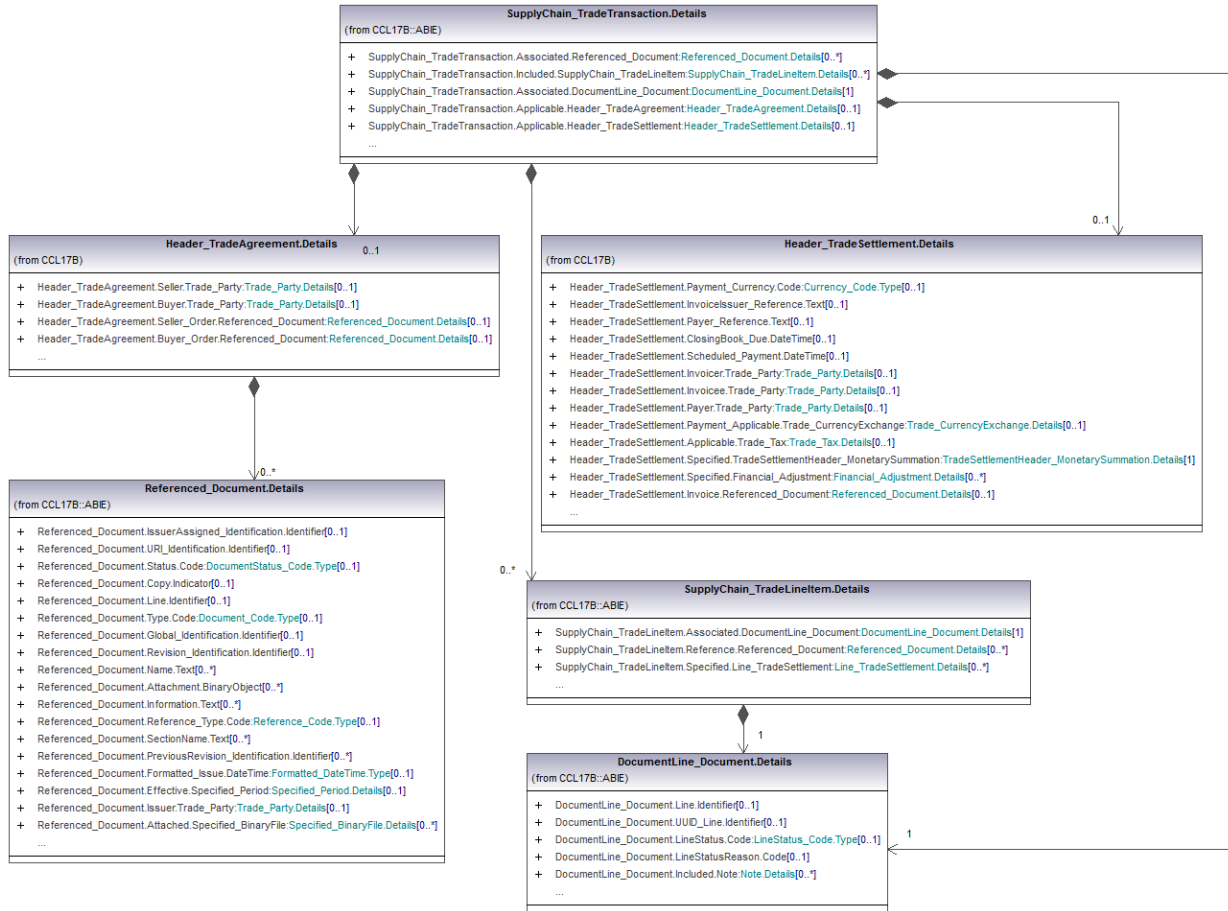 SupplyChain_TradeTransaction.Details
(from CCL17B::ABIE)
+ SupplyChain_TradeTransaction.Associated.Referenced_Document:Referenced_Document.Details[0..*]
+ SupplyChain_TradeTransaction.Included.SupplyChain_TradeLineItem:SupplyChain_TradeLineItem.Details[0..*]
+ SupplyChain_TradeTransaction.Associated.DocumentLine_Document:DocumentLine_Document.Details[1]
+ SupplyChain_TradeTransaction.Applicable.Header_TradeAgreement:Header_TradeAgreement.Details[0..1]
+ SupplyChain_TradeTransaction.Applicable.Header_TradeSettlement:Header_TradeSettlement.Details[0..1]
...
0..1
Header_TradeAgreement.Details
0..1
(from CCL17B)
+ Header_TradeAgreement.Seller.Trade_Party:Trade_Party.Details[0..1]
+ Header_TradeAgreement.Buyer.Trade_Party:Trade_Party.Details[0..1]
+ Header_TradeAgreement.Seller_Order.Referenced_Document:Referenced_Document.Details[0..1]
+ Header_TradeAgreement.Buyer_Order.Referenced_Document:Referenced_Document.Details[0..1]
...
Header_TradeSettlement.Details
(from CCL17B)
+ Header_TradeSettlement.Payment_Currency.Code:Currency_Code.Type[0..1]
+ Header_TradeSettlement.InvoiceIssuer_Reference.Text[0..1]
+ Header_TradeSettlement.Payer_Reference.Text[0..1]
+ Header_TradeSettlement.ClosingBook_Due.DateTime[0..1]
+ Header_TradeSettlement.Scheduled_Payment.DateTime[0..1]
+ Header_TradeSettlement.Invoicer.Trade_Party:Trade_Party.Details[0..1]
+ Header_TradeSettlement.Invoicee.Trade_Party:Trade_Party.Details[0..1]
+ Header_TradeSettlement.Payer.Trade_Party:Trade_Party.Details[0..1]
+ Header_TradeSettlement.Payment_Applicable.Trade_CurrencyExchange:Trade_CurrencyExchange.Details[0..1]
+ Header_TradeSettlement.Applicable.Trade_Tax:Trade_Tax.Details[0..1]
+ Header_TradeSettlement.Specified.TradeSettlementHeader_MonetarySummation:TradeSettlementHeader_MonetarySummation.Details[1]
+ Header_TradeSettlement.Specified.Financial_Adjustment:Financial_Adjustment.Details[0..*]
+ Header_TradeSettlement.Invoice.Referenced_Document:Referenced_Document.Details[0..1]
...
0..*
Referenced_Document.Details
(from CCL17B::ABIE)
+ Referenced_Document.IssuerAssigned_Identification.Identifier[0..1]
+ Referenced_Document.URI_Identification.Identifier[0..1]
+ Referenced_Document.Status.Code:DocumentStatus_Code.Type[0..1]
+ Referenced_Document.Copy.Indicator[0..1]
+ Referenced_Document.Line.Identifier[0..1]
+ Referenced_Document.Type.Code:Document_Code.Type[0..1]
+ Referenced_Document.Global_Identification.Identifier[0..1]
+ Referenced_Document.Revision_Identification.Identifier[0..1]
+ Referenced_Document.Name.Text[0..*]
+ Referenced_Document.Attachment.BinaryObject[0..*]
+ Referenced_Document.Information.Text[0..*]
+ Referenced_Document.Reference_Type.Code:Reference_Code.Type[0..1]
+ Referenced_Document.SectionName.Text[0..*]
+ Referenced_Document.PreviousRevision_Identification.Identifier[0..*]
+ Referenced_Document.Formatted_Issue.DateTime:Formatted_DateTime.Type[0..1]
+ Referenced_Document.Effective.Specified_Period:Specified_Period.Details[0..1]
+ Referenced_Document.Issuer.Trade_Party:Trade_Party.Details[0..1]
+ Referenced_Document.Attached.Specified_BinaryFile:Specified_BinaryFile.Details[0..*]
...
0..*
SupplyChain_TradeLineItem.Details
(from CCL17B::ABIE)
+ SupplyChain_TradeLineItem.Associated.DocumentLine_Document:DocumentLine_Document.Details[1]
+ SupplyChain_TradeLineItem.Reference.Referenced_Document:Referenced_Document.Details[0..*]
+ SupplyChain_TradeLineItem.Specified.Line_TradeSettlement:Line_TradeSettlement.Details[0..*]
...
1
DocumentLine_Document.Details
(from CCL17B::ABIE)
+ DocumentLine_Document.Line.Identifier[0..1]
+ DocumentLine_Document.UUID_Line.Identifier[0..1]
+ DocumentLine_Document.LineStatus.Code:LineStatus_Code.Type[0..1]
+ DocumentLine_Document.LineStatusReason.Code[0..1]
+ DocumentLine_Document.Included.Note:Note.Details[0..*]
...
1